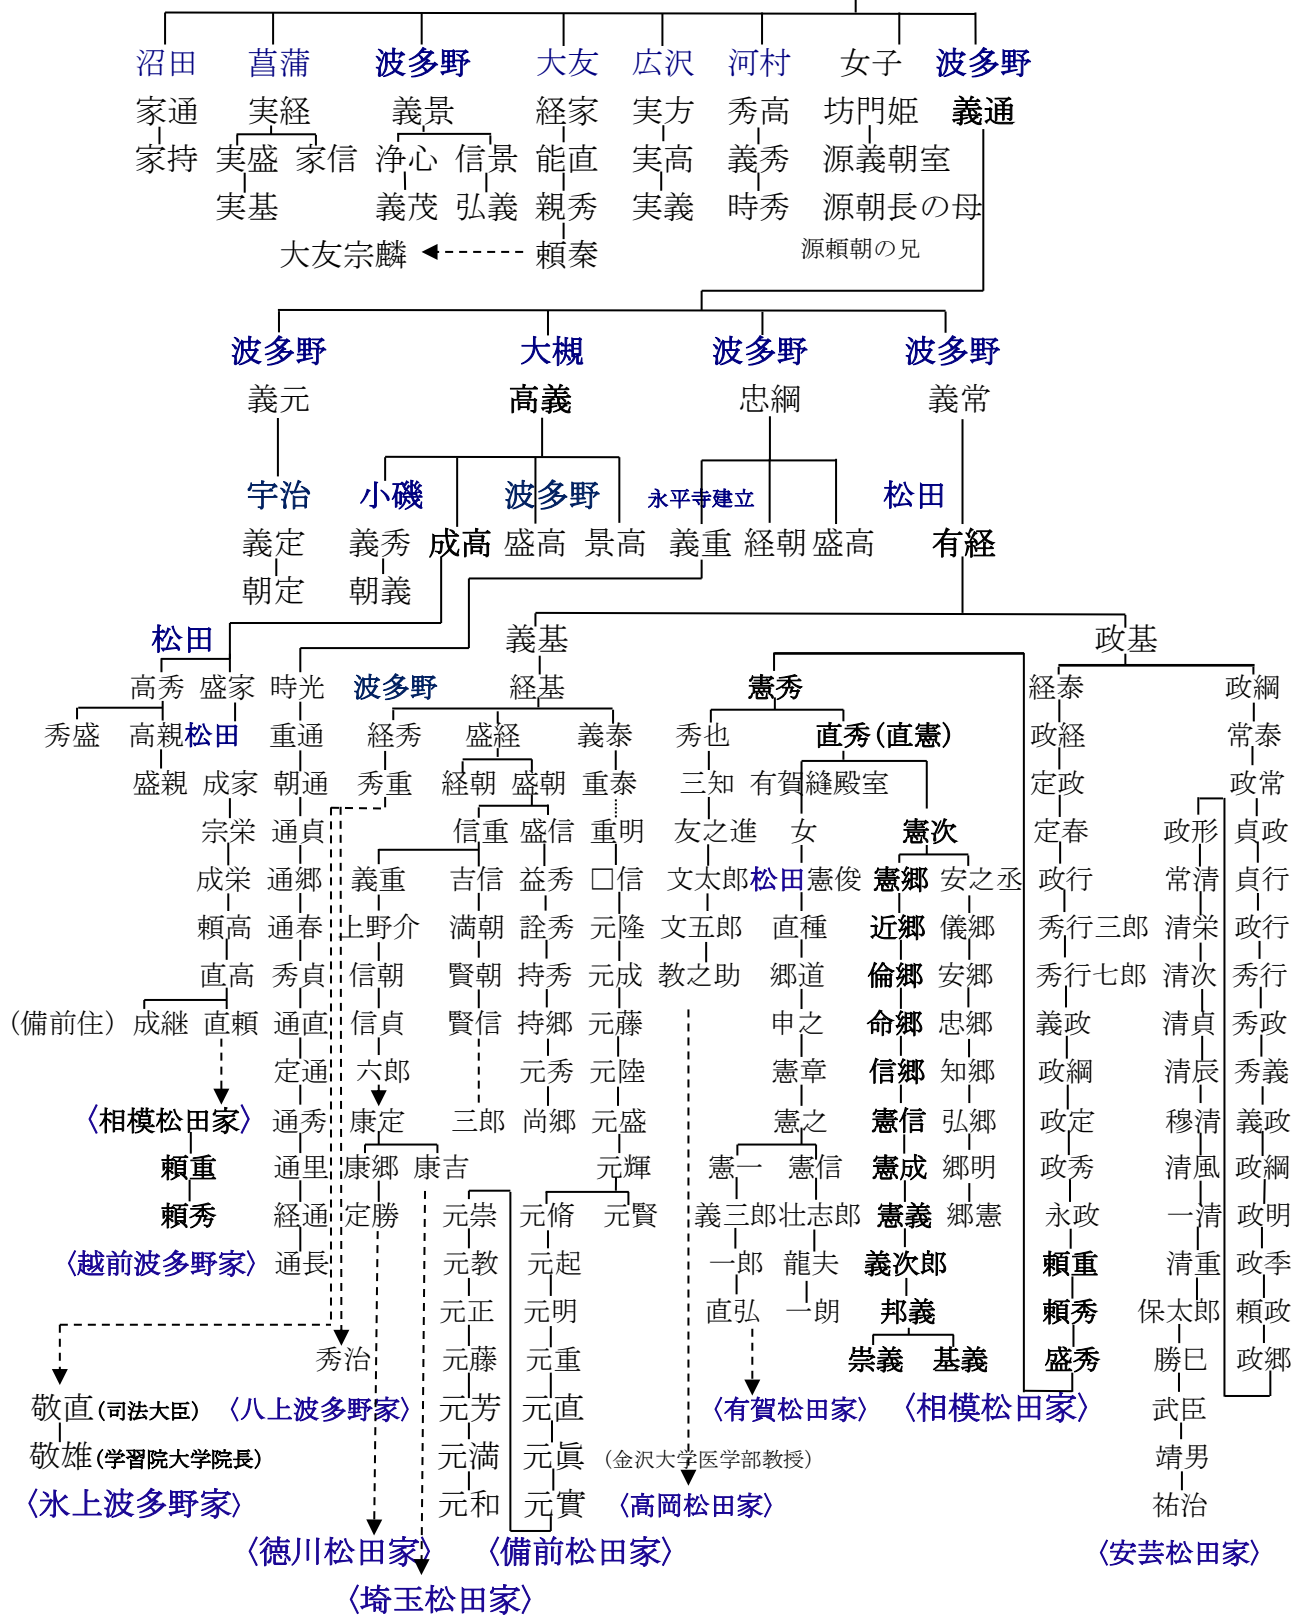 沼田 菖蒲 波多野 大友 広沢 河村 女子 波多野
家通 実経 義景 経家 実方 秀高 坊門姫 義通
家持 実盛 家信 浄心 信景 能直 実高 義秀 源義朝室
実基 義茂 弘義 親秀 実義 時秀 源朝長の母
大友宗麟 頼秦 源頼朝の兄
波多野 大槻 波多野 波多野
義元 高義 忠綱 義常
宇治 小磯 波多野 永平寺建立 松田
義定 義秀 成高 盛高 景高 義重 経朝 盛高 有経
朝定 朝義
松田 義基 政基
高秀 盛家 時光 波多野 経基 憲秀 経泰 政綱
秀盛 高親 松田 重通 経秀 盛経 義泰 秀也 直秀(直憲) 政経 常泰
盛親 成家 朝通 秀重 経朝 盛朝 重泰 三知 有賀縫殿室 定政 政常
宗栄 通貞 信重 盛信 重明 友之進 女 憲次 定春 政形 貞政
成栄 通郷 義重 吉信 益秀 □信 文太郎 松田憲俊 憲郷 安之丞 政行 常清 貞行
頼高 通春 上野介 満朝 詮秀 元隆 文五郎 直種 近郷 儀郷 秀行三郎 清栄 政行
直高 秀貞 信朝 賢朝 持秀 元成 教之助 郷道 倫郷 安郷 秀行七郎 清次 秀行
(備前住) 成継 直頼 通直 信貞 賢信 持郷 元藤 申之 命郷 忠郷 義政 清貞 秀政
定通 六郎 元秀 元陸 憲章 信郷 知郷 政綱 清辰 秀義
〈相模松田家〉 通秀 康定 三郎 尚郷 元盛 憲之 憲信 弘郷 政定 穆清 義政
頼重 通里 康郷 康吉 元輝 憲一 憲信 憲成 郷明 政秀 清風 政綱
頼秀 経通 定勝 元崇 元脩 元賢 義三郎 壮志郎 憲義 郷憲 永政 一清 政明
〈越前波多野家〉 通長 元教 元起 一郎 龍夫 義次郎 頼重 清重 政季
元正 元明 直弘 一朗 邦義 頼秀 保太郎 頼政
秀治 元藤 元重 崇義 基義 盛秀 勝巳 政郷
敬直(司法大臣) 〈八上波多野家〉 元芳 元直 〈有賀松田家〉 〈相模松田家〉 武臣
敬雄(学習院大学院長) 元満 元眞 (金沢大学医学部教授) 靖男
〈氷上波多野家〉 元和 元實 〈高岡松田家〉 祐治
〈徳川松田家〉 〈備前松田家〉 〈安芸松田家〉
〈埼玉松田家〉